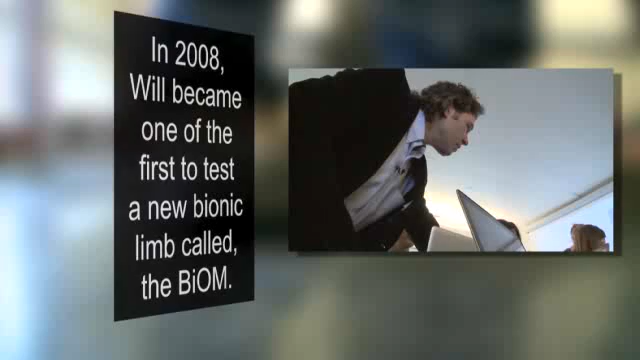 In 2008,
Will became
one of the
first to test
a new bionic
limb called,
the BiOM.